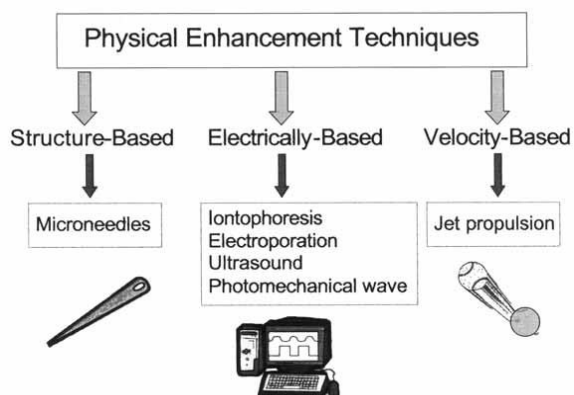 Physical Enhancement Techniques
Structure-Based
Electrically-Based
Velocity-Based
Microneedles
Iontophoresis
Electroporation
Ultrasound
Photomechanical wave
Jet propulsion